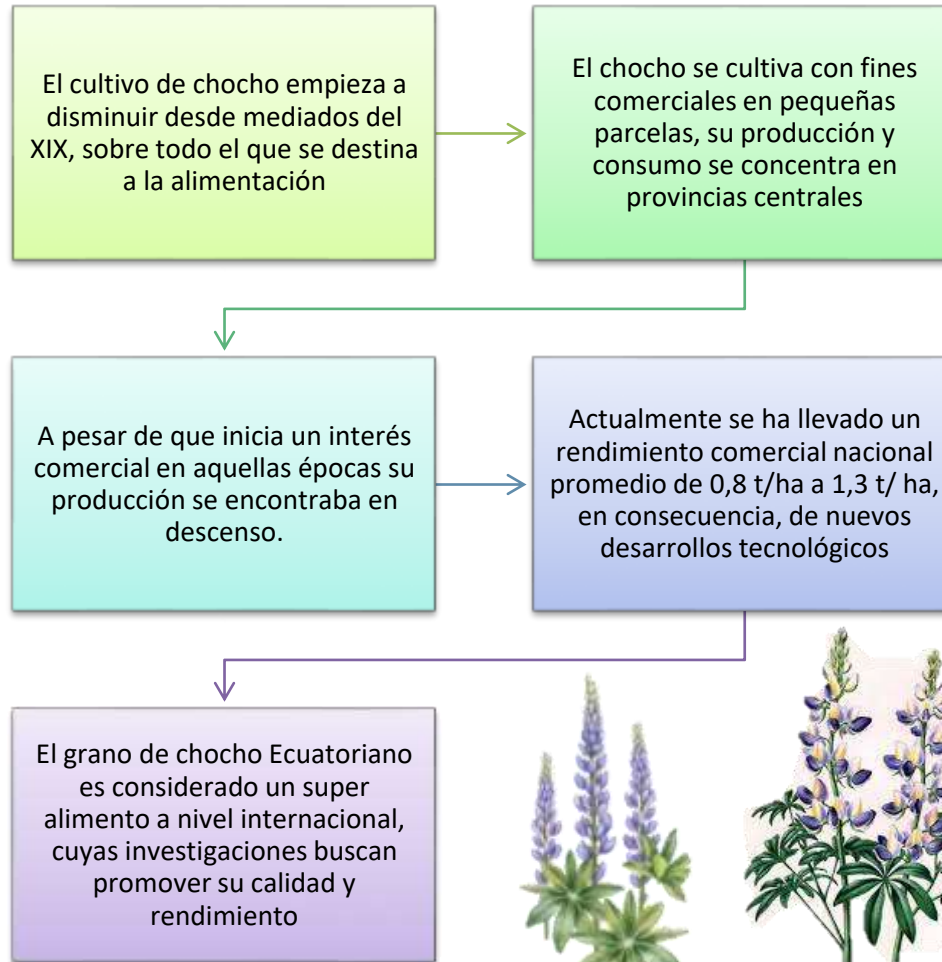 El cultivo de chocho empieza a
disminuir desde mediados del
XIX, sobre todo el que se destina
a la alimentación
El chocho se cultiva con fines
comerciales en pequeñas
parcelas, su producción y
consumo se concentra en
provincias centrales
A pesar de que inicia un interés
comercial en aquellas épocas su
producción se encontraba en
descenso.
Actualmente se ha llevado un
rendimiento comercial nacional
promedio de 0,8 t/ha a 1,3 t/ ha,
en consecuencia, de nuevos
desarrollos tecnológicos
El grano de chocho Ecuatoriano
es considerado un super
alimento a nivel internacional,
cuyas investigaciones buscan
promover su calidad y
rendimiento